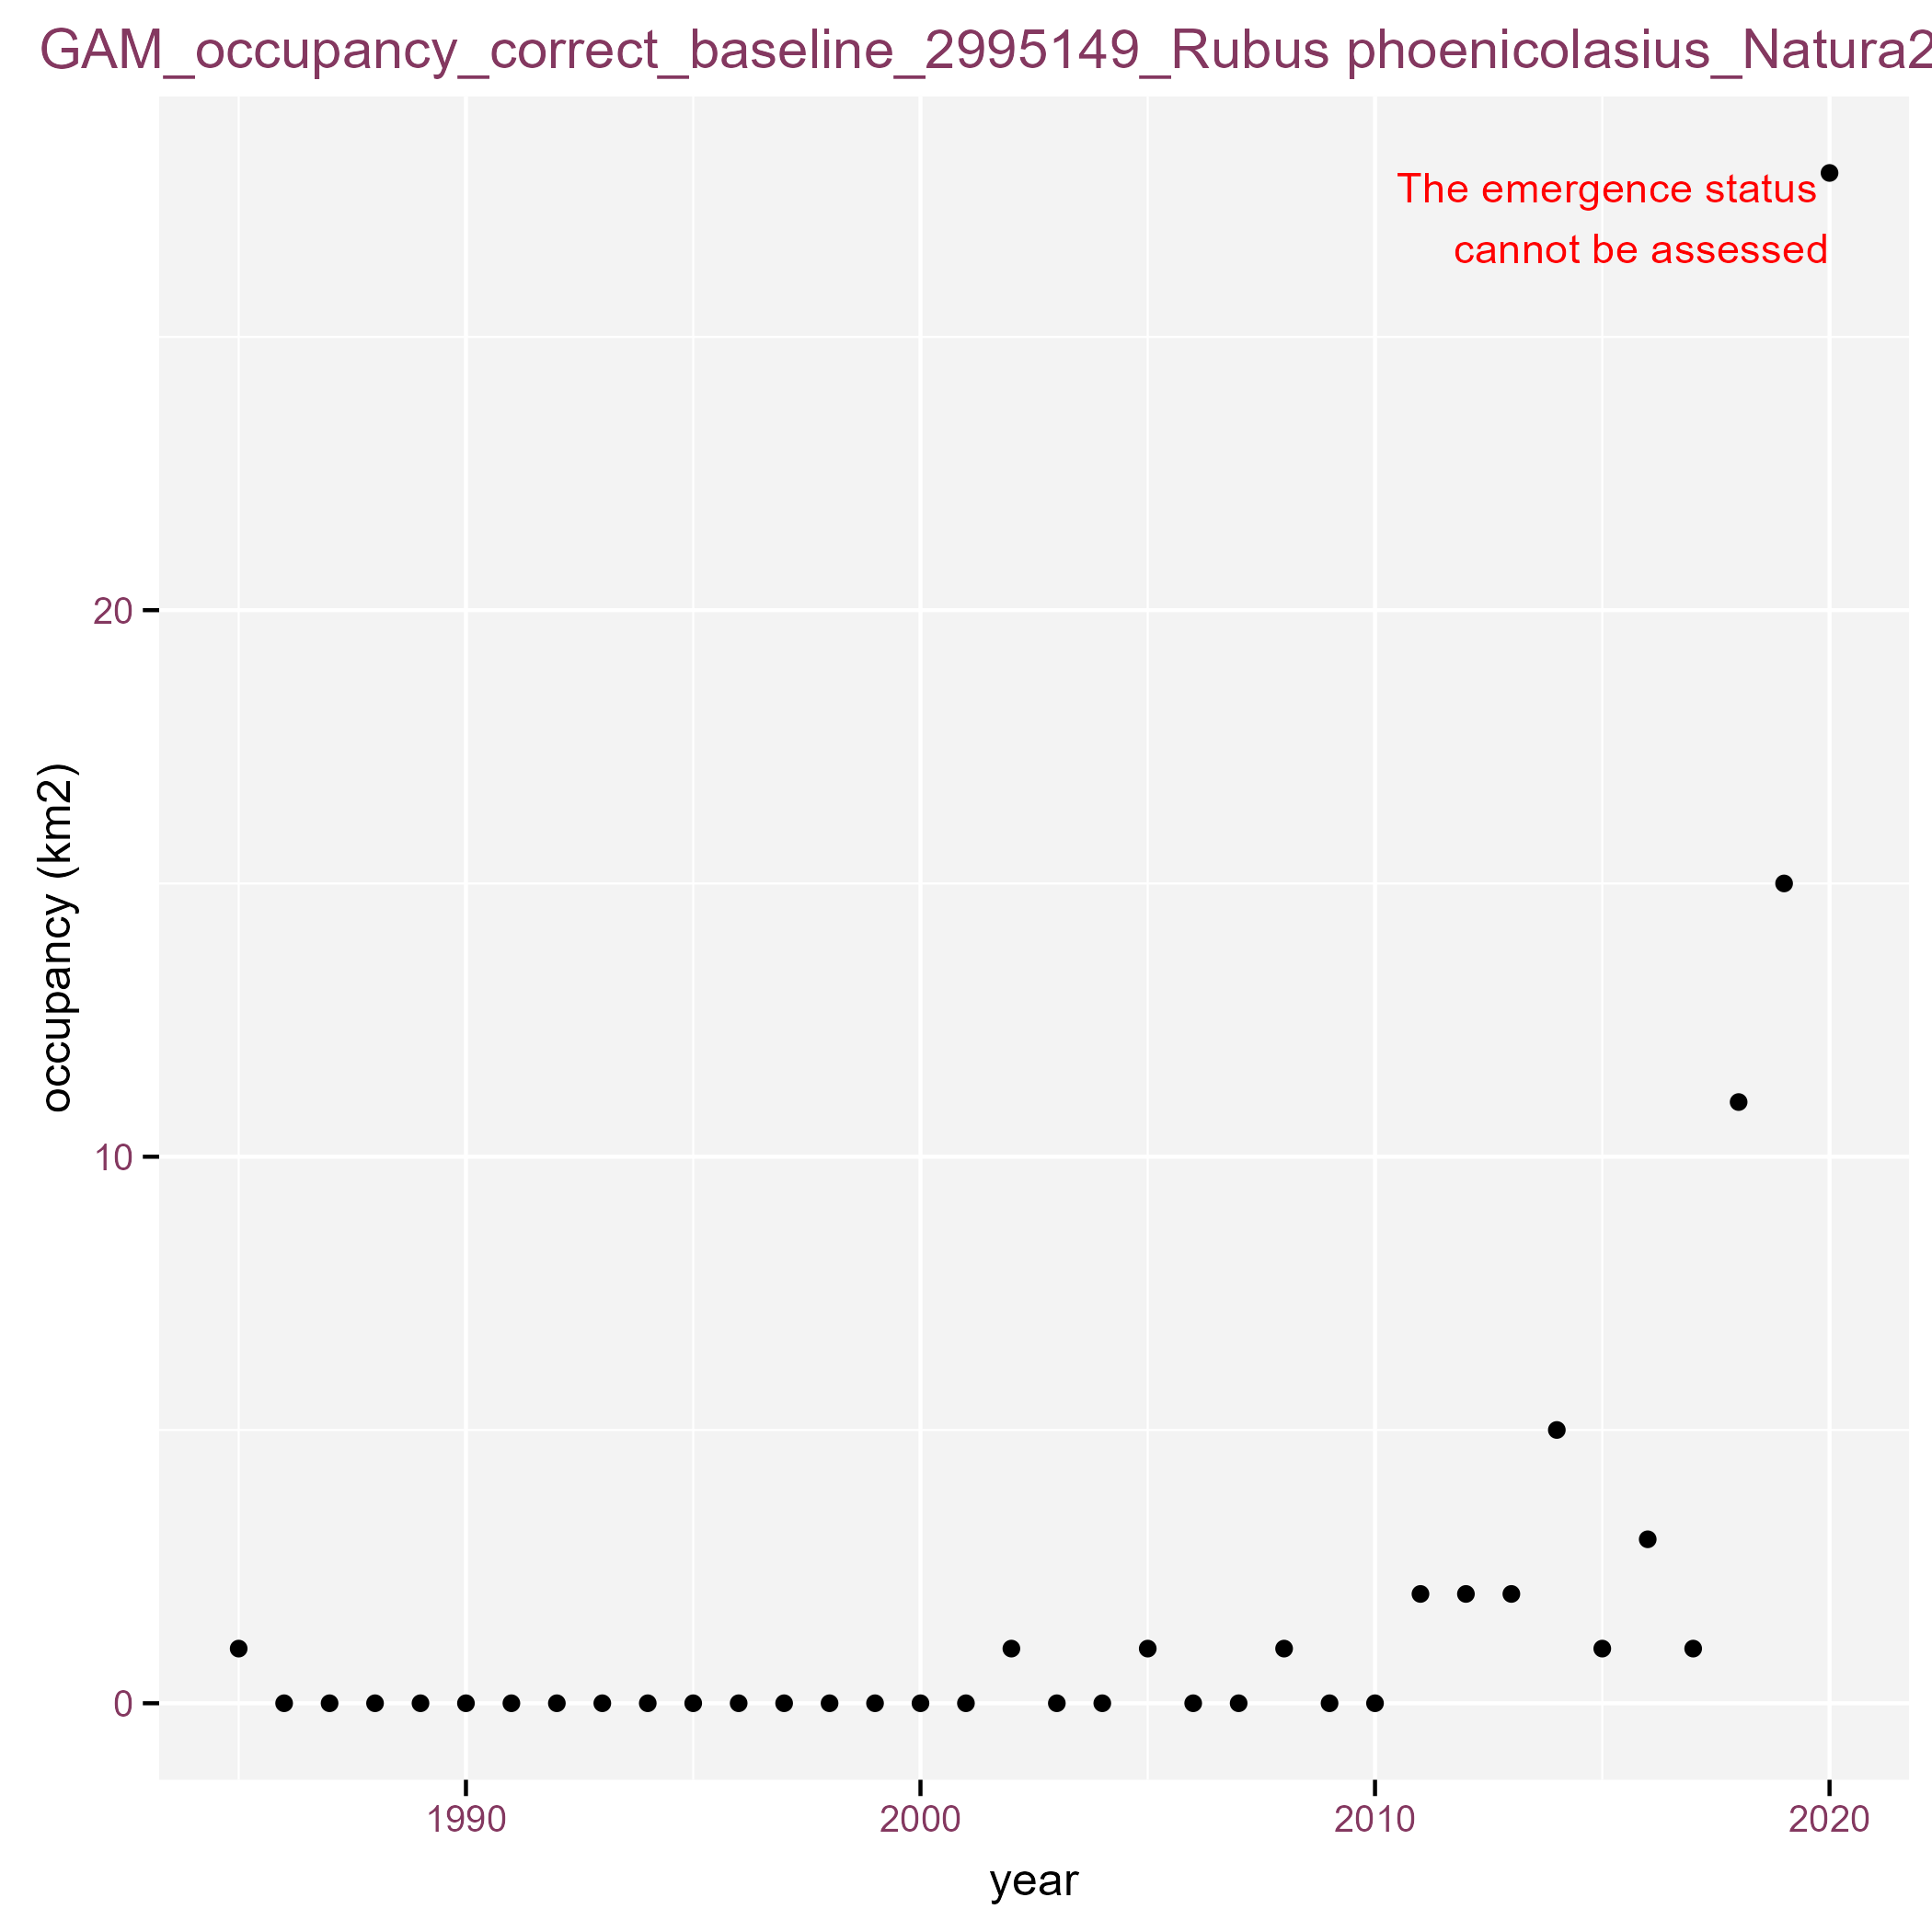 GAM_occupancy_correct_baseline_2995149_Rubus phoenicolasius_Natura2
The emergence status
cannot be assessed
20
10
0
occupancy (km2)
1990 2000 2010 2020
year